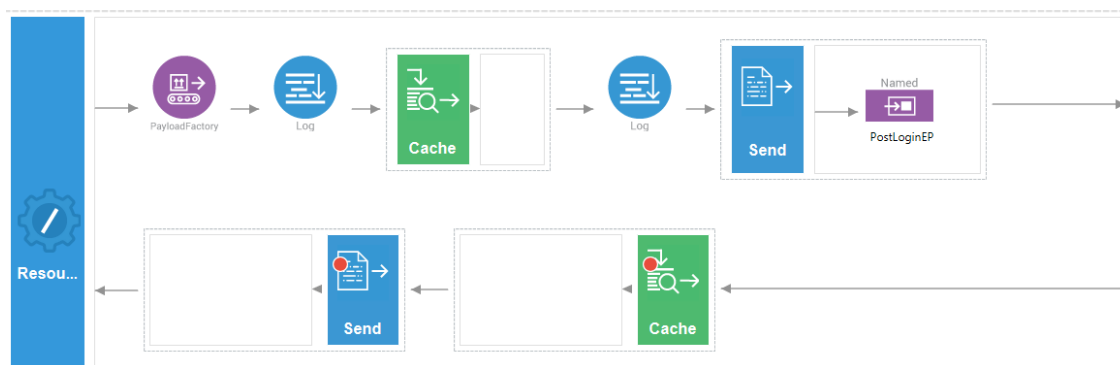 PayloadFactory
Log
Cache
Log
Send
Named
PostLoginEP
Resou...
Send
Cache